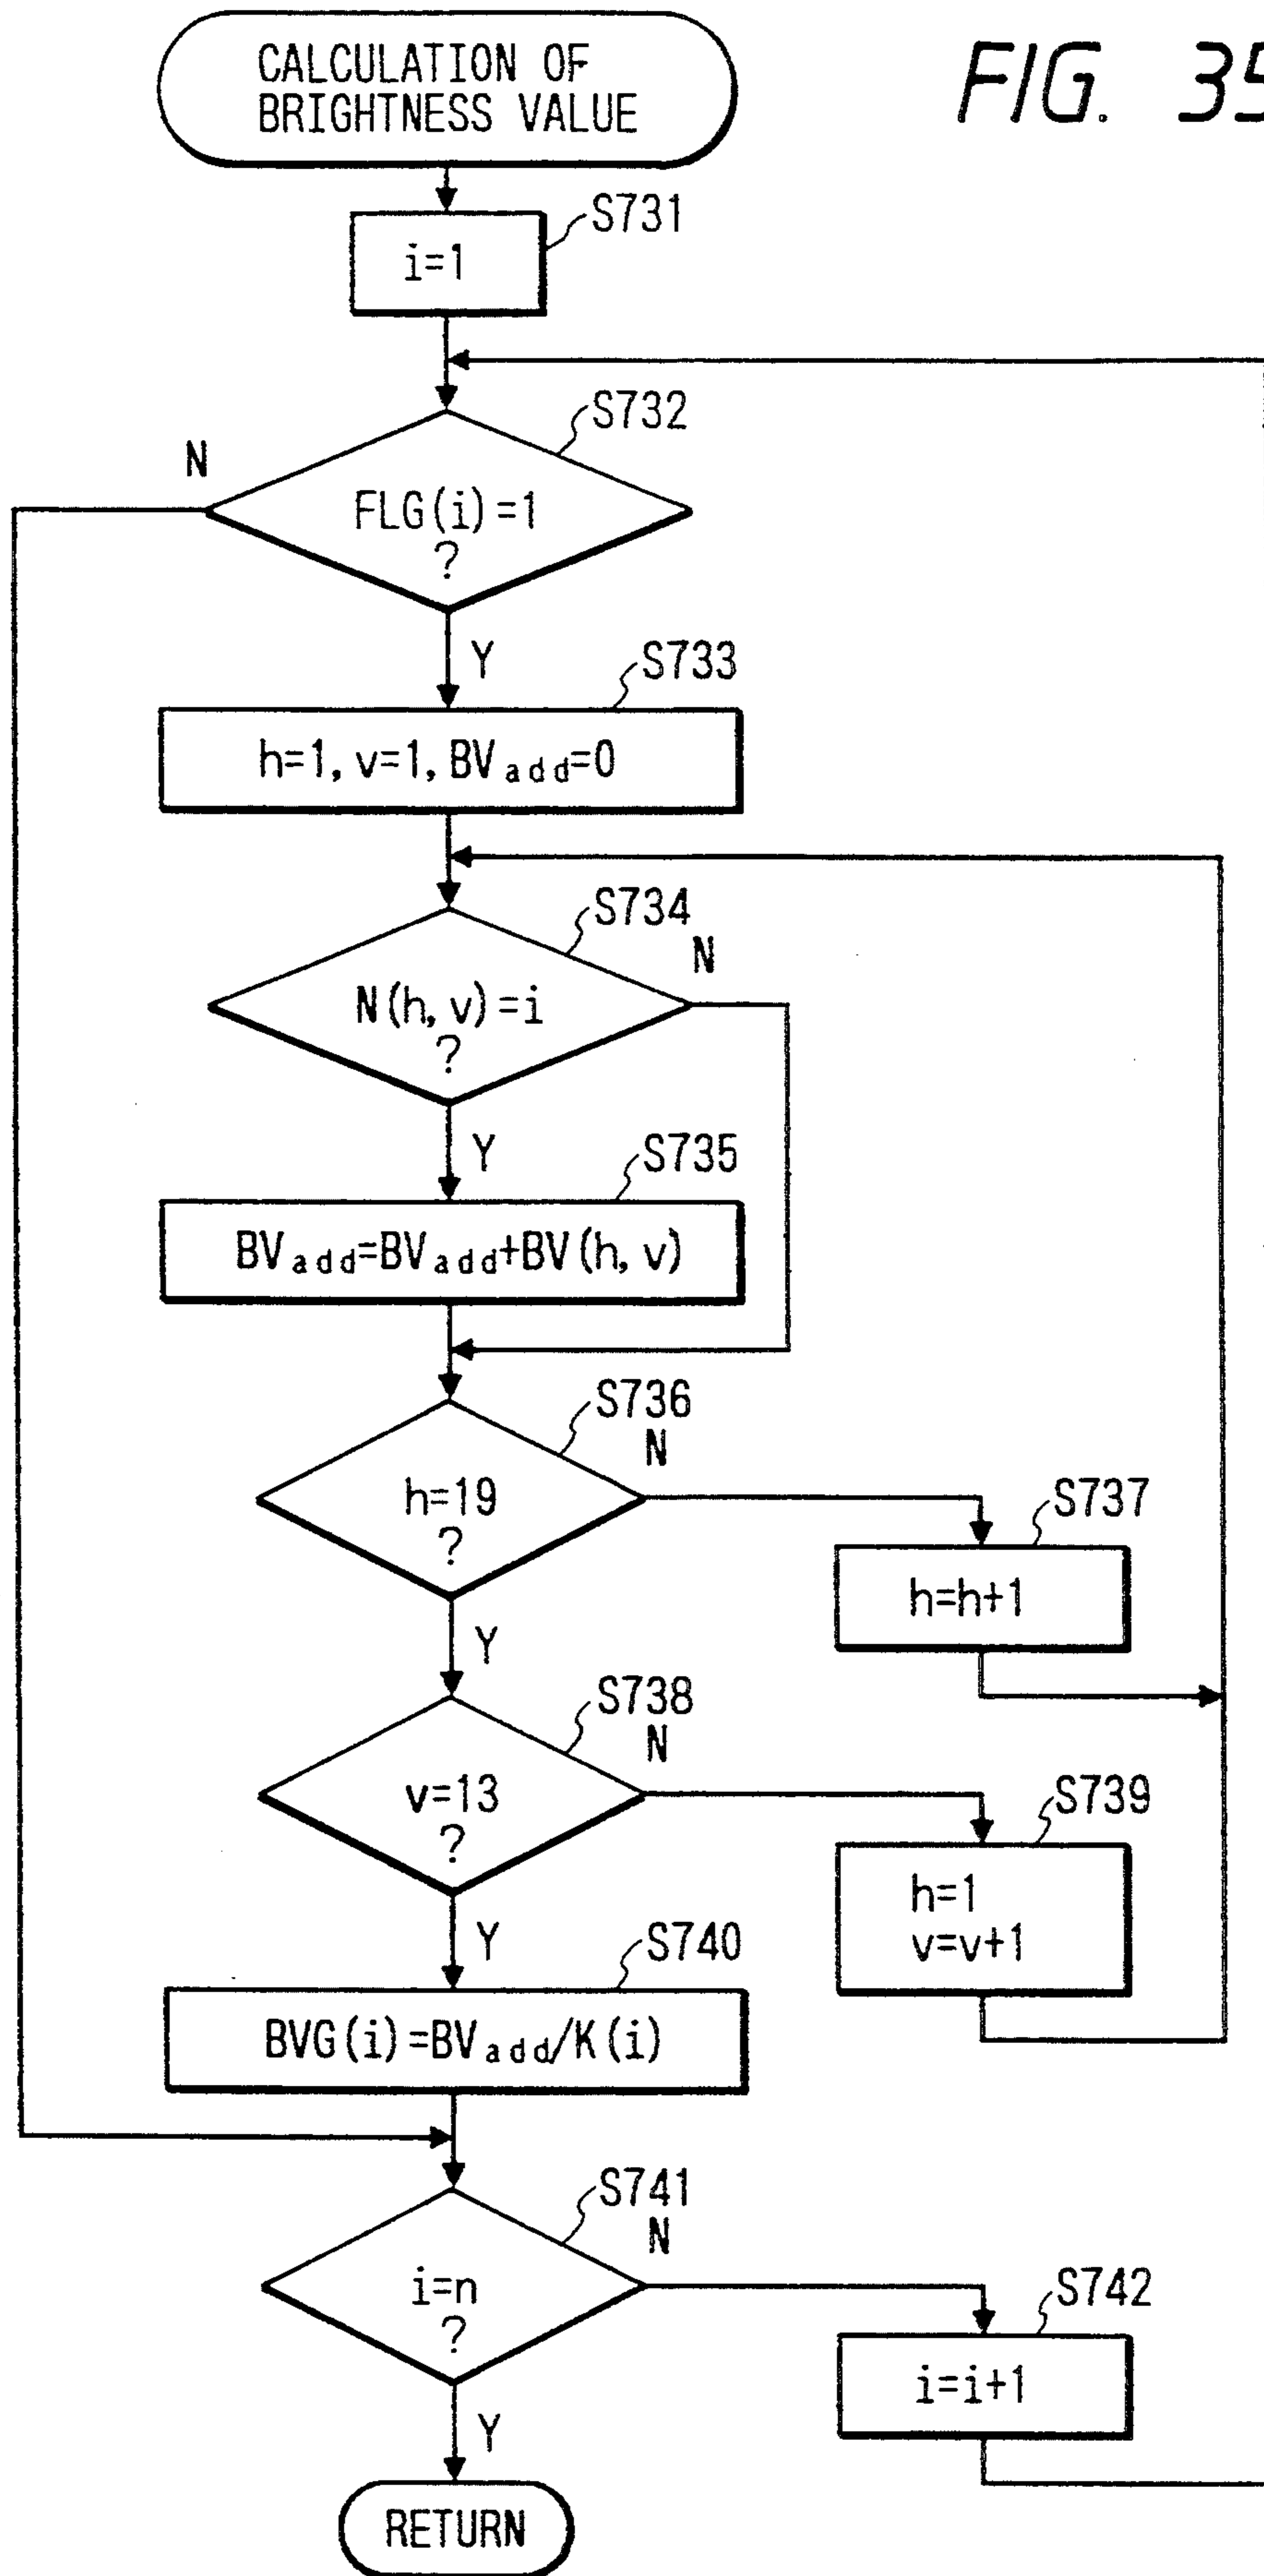 CALCULATION OF
BRIGHTNESS VALUE
FIG. 35
S731
i=1
S732
N
FLG(i)=1
?
Y
S733
h=1, v=1, BVadd=0
S734
N
N(h, v)=i
?
Y
S735
BVadd=BVadd+BV(h, v)
S736
N
h=19
?
S737
h=h+1
Y
S738
N
v=13
?
S739
h=1
v=v+1
Y
S740
BVG(i)=BVadd/K(i)
S741
N
i=n
?
S742
i=i+1
Y
RETURN